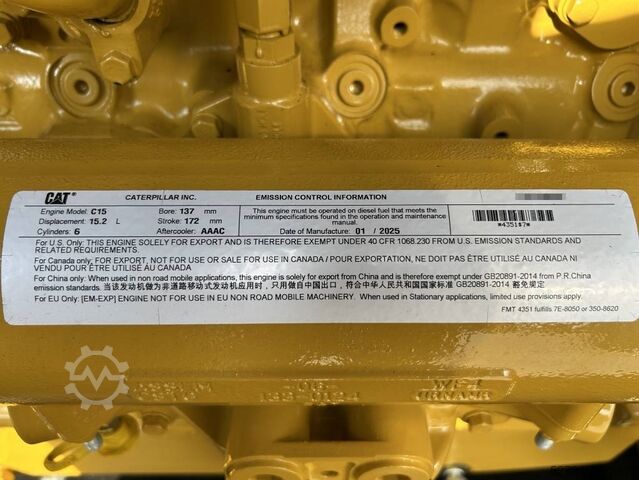 CAT® CATERPILLAR INC. EMISSION CONTROL INFORMATION
Engine Model: C15 Bore: 137 mm
Displacement: 15.2 L Stroke: 172 mm
Cylinders: 6 Aftercooler: AAAC
This engine must be operated on diesel fuel that meets the
minimum specifications found in the operation and maintenance
manual.
Date of Manufacture: 01 / 2025
*4351$7*
For U.S. Only: THIS ENGINE SOLELY FOR EXPORT AND IS THEREFORE EXEMPT UNDER 40 CFR 1068.230 FROM U.S. EMISSION STANDARDS AND
RELATED REQUIREMENTS.
For Canada only: FOR EXPORT, NOT FOR USE OR SALE FOR USE IN CANADA / POUR EXPORTATION, PAS EN VENTE OU NE PEUT AU CANADA NI
VENDU POUR ÊTRE UTILISÉ AU CANADA
For China only: When used in non road mobile applications, this engine is solely for export from China and is therefore exempt under GB20891-2014 from P.R.China
emission standards. 当该发动机做为非道路移动式发动机应用时,只用做自中国出口,符合中华人民共和国国家标准 GB20891-2014 豁免规定
For EU Only: [EM-EXP] ENGINE NOT FOR USE IN EU NON ROAD MOBILE MACHINERY. When used in Stationary applications, limited use provisions apply.
FMT 4351 fulfills 7E-8050 or 350-8620